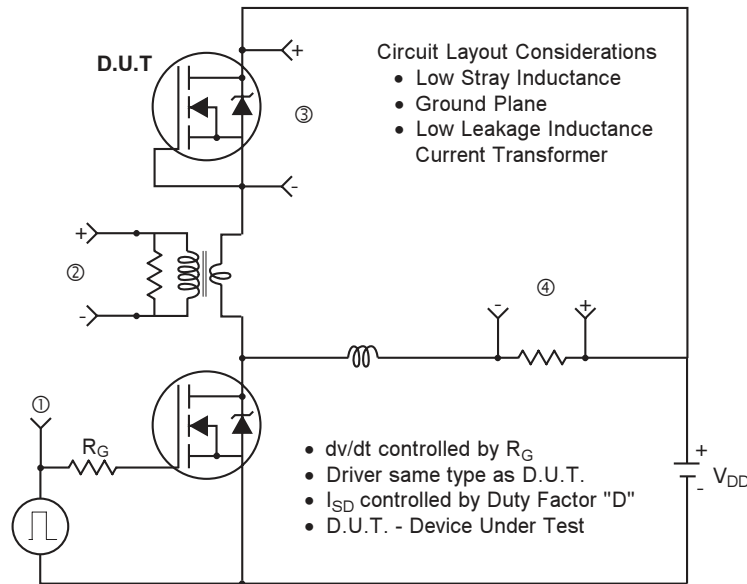 D.U.T
+
③
-
Circuit Layout Considerations
• Low Stray Inductance
• Ground Plane
• Low Leakage Inductance
Current Transformer
+
②
-
-
④
+
①
RG
• dv/dt controlled by RG
• Driver same type as D.U.T.
• ISD controlled by Duty Factor "D"
• D.U.T. - Device Under Test
+
VDD
-